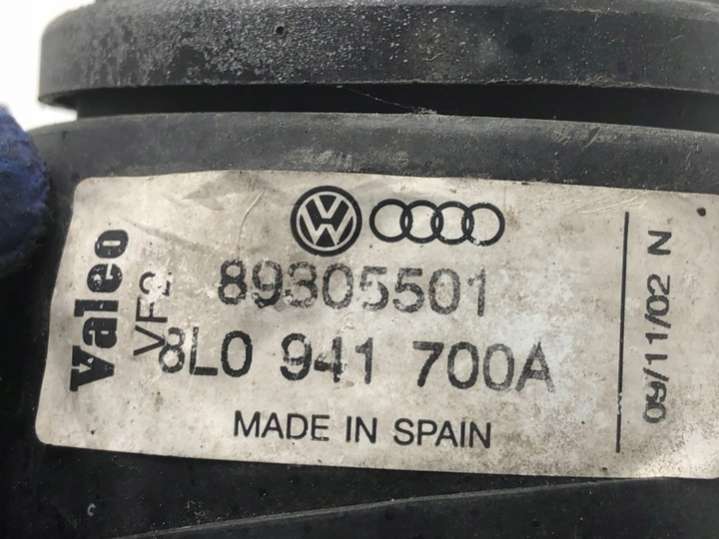 Valeo
VF2
89305501
8L0 941 700A
MADE IN SPAIN
09/11/02 N